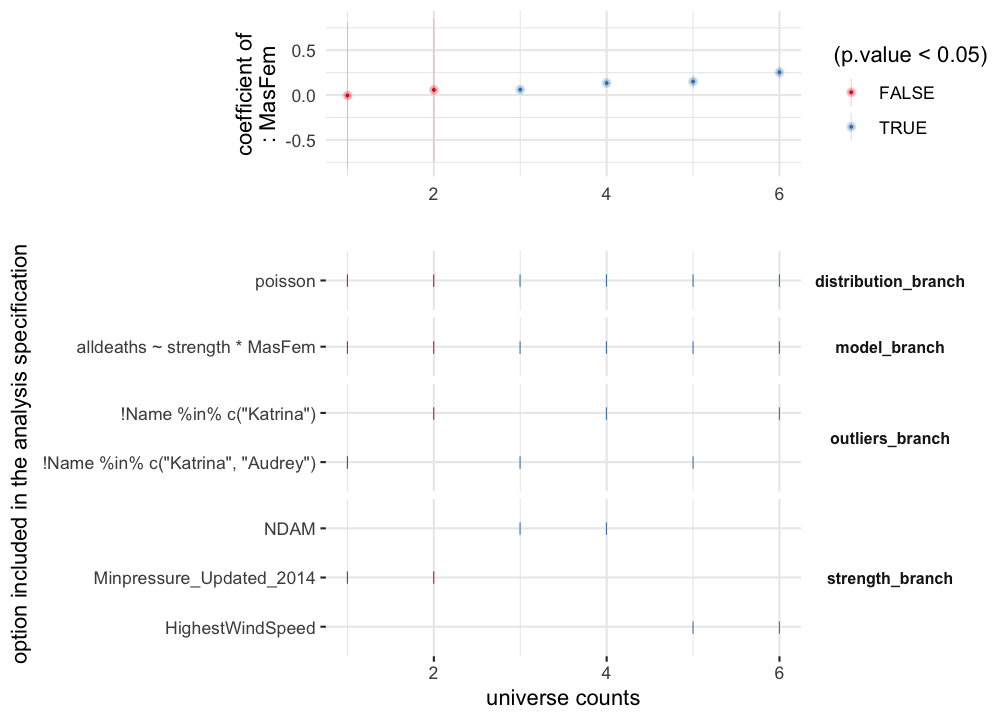 coefficient of
: MasFem
0.5
0.0
-0.5
2
4
6
(p.value < 0.05)
FALSE
TRUE
option included in the analysis specification
poisson
distribution_branch
alldeaths ~ strength * MasFem
model_branch
!Name %in% c("Katrina")
outliers_branch
!Name %in% c("Katrina", "Audrey")
NDAM
Minpressure_Updated_2014
strength_branch
HighestWindSpeed
2
4
6
universe counts